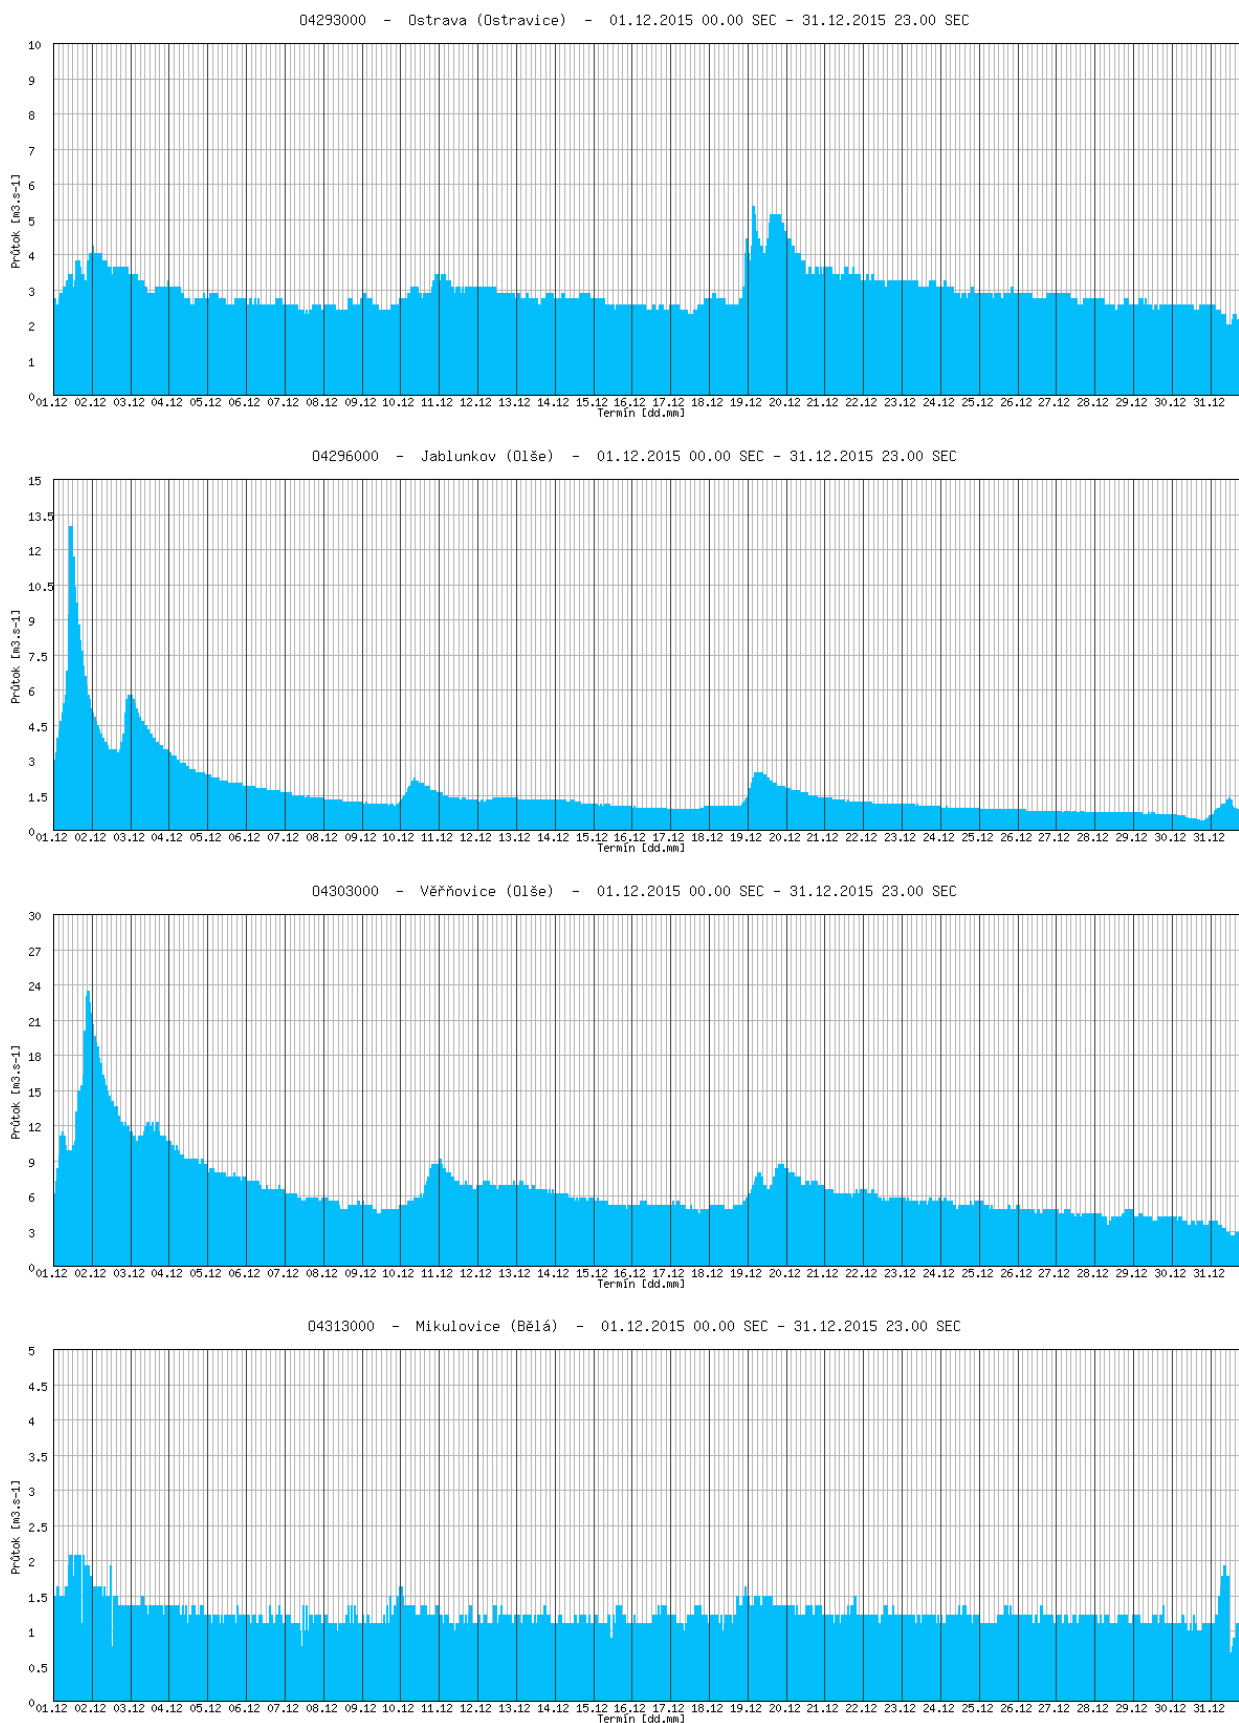 04293000 - Ostrava (Ostravice) - 01.12.2015 00.00 SEC - 31.12.2015 23.00 SEC
10
9
8
7
6
5
4
3
2
1
0
Průtok [m3.s-1]
01.12 02.12 03.12 04.12 05.12 06.12 07.12 08.12 09.12 10.12 11.12 12.12 13.12 14.12 15.12 16.12 17.12 18.12 19.12 20.12 21.12 22.12 23.12 24.12 25.12 26.12 27.12 28.12 29.12 30.12 31.12
Termín [dd.mm]
04296000 - Jablunkov (Olše) - 01.12.2015 00.00 SEC - 31.12.2015 23.00 SEC
15
13.5
12
10.5
9
7.5
6
4.5
3
1.5
0
Průtok [m3.s-1]
01.12 02.12 03.12 04.12 05.12 06.12 07.12 08.12 09.12 10.12 11.12 12.12 13.12 14.12 15.12 16.12 17.12 18.12 19.12 20.12 21.12 22.12 23.12 24.12 25.12 26.12 27.12 28.12 29.12 30.12 31.12
Termín [dd.mm]
04303000 - Věřňovice (Olše) - 01.12.2015 00.00 SEC - 31.12.2015 23.00 SEC
30
27
24
21
18
15
12
9
6
3
0
Průtok [m3.s-1]
01.12 02.12 03.12 04.12 05.12 06.12 07.12 08.12 09.12 10.12 11.12 12.12 13.12 14.12 15.12 16.12 17.12 18.12 19.12 20.12 21.12 22.12 23.12 24.12 25.12 26.12 27.12 28.12 29.12 30.12 31.12
Termín [dd.mm]
04313000 - Mikulovice (Bělá) - 01.12.2015 00.00 SEC - 31.12.2015 23.00 SEC
5
4.5
4
3.5
3
2.5
2
1.5
1
0.5
0
Průtok [m3.s-1]
01.12 02.12 03.12 04.12 05.12 06.12 07.12 08.12 09.12 10.12 11.12 12.12 13.12 14.12 15.12 16.12 17.12 18.12 19.12 20.12 21.12 22.12 23.12 24.12 25.12 26.12 27.12 28.12 29.12 30.12 31.12
Termín [dd.mm]